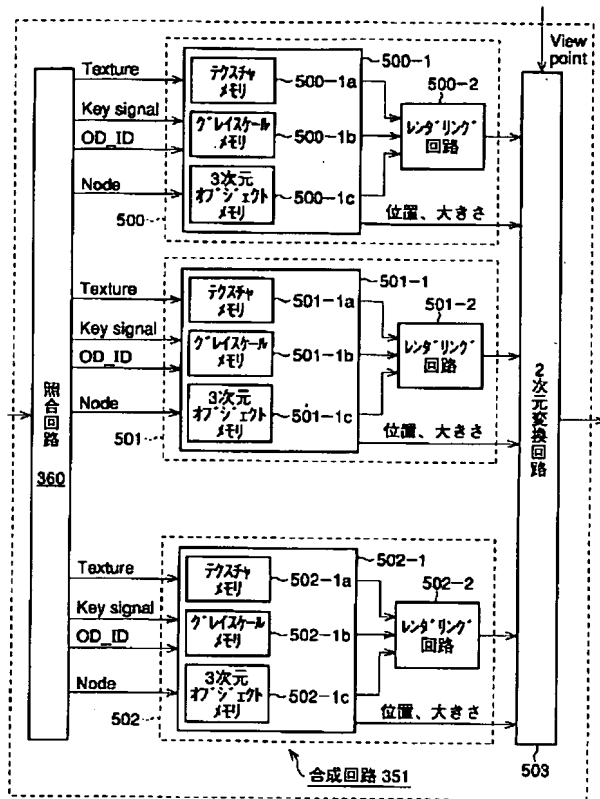 View
point
Texture
Key signal
OD_ID
Node
500
テクスチャ
メモリ
500-1a
グレイスケール
メモリ
500-1b
3次元
オブジェクト
メモリ
500-1c
500-1
500-2
レンダリング
回路
位置、大きさ
Texture
Key signal
OD_ID
Node
501
テクスチャ
メモリ
501-1a
グレイスケール
メモリ
501-1b
3次元
オブジェクト
メモリ
501-1c
501-1
501-2
レンダリング
回路
位置、大きさ
照合回路
360
2次元変換回路
Texture
Key signal
OD_ID
Node
502
テクスチャ
メモリ
502-1a
グレイスケール
メモリ
502-1b
3次元
オブジェクト
メモリ
502-1c
502-1
502-2
レンダリング
回路
位置、大きさ
503
合成回路 351